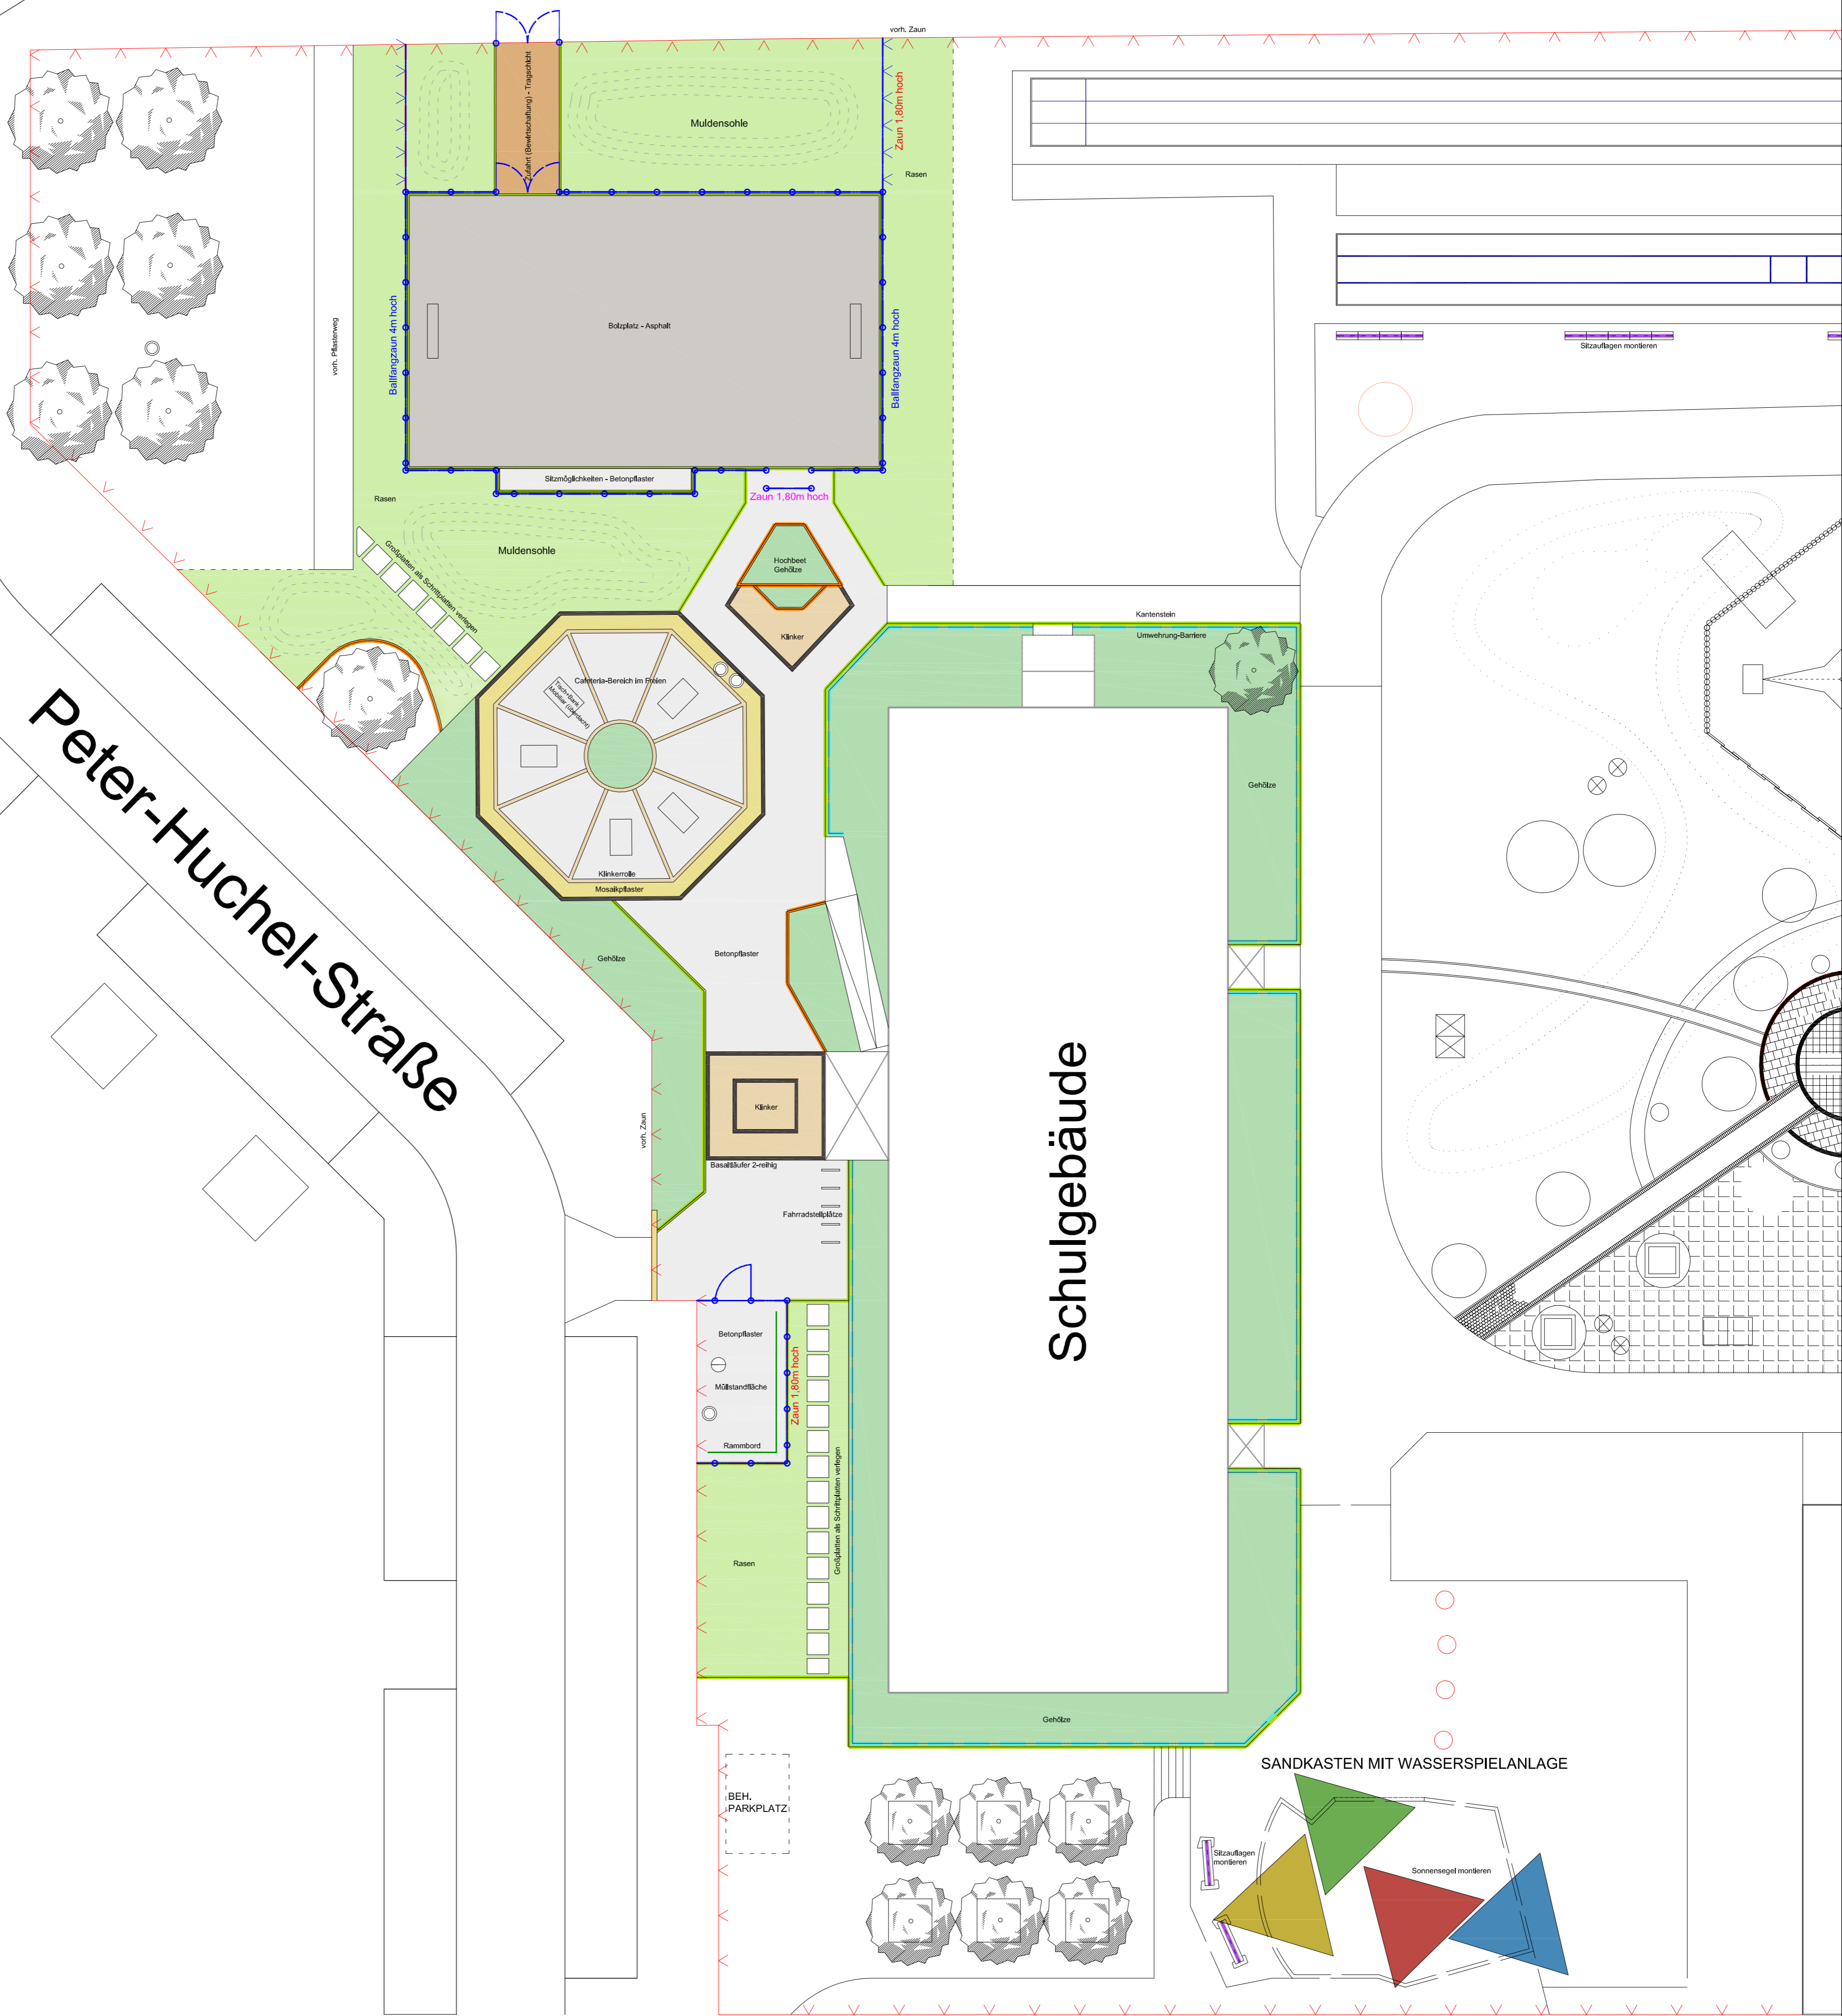 vorh. Zaun
Zufahrt (Bewirtschaftung) - Tragschicht
Muldensohle
Zaun 1,80m hoch
Rasen
vorh. Pflasterweg
Ballfangzaun 4m hoch
Bolzplatz - Asphalt
Ballfangzaun 4m hoch
Sitzauflagen montieren
Sitzmöglichkeiten - Betonpflaster
Rasen
Zaun 1,80m hoch
Muldensohle
Großplatten als Schrittplatten verlegen
Hochbeet
Gehölze
Klinker
Kantenstein
Umwehrung-Barriere
Cafeteria-Bereich im Freien
Tisch+Bank
Mobiliar (überdacht)
Gehölze
Klinkerrolle
Mosaikpflaster
Peter-Huchel-Straße
Gehölze
Betonpflaster
Schulgebäude
Klinker
vorh. Zaun
Basaltläufer 2-reihig
Fahrradstellplätze
Betonpflaster
Müllstandfläche
Zaun 1,80m hoch
Rammbord
Großplatten als Schrittplatten verlegen
Rasen
Gehölze
SANDKASTEN MIT WASSERSPIELANLAGE
BEH.
PARKPLATZ
Sitzauflagen
montieren
Sonnensegel montieren